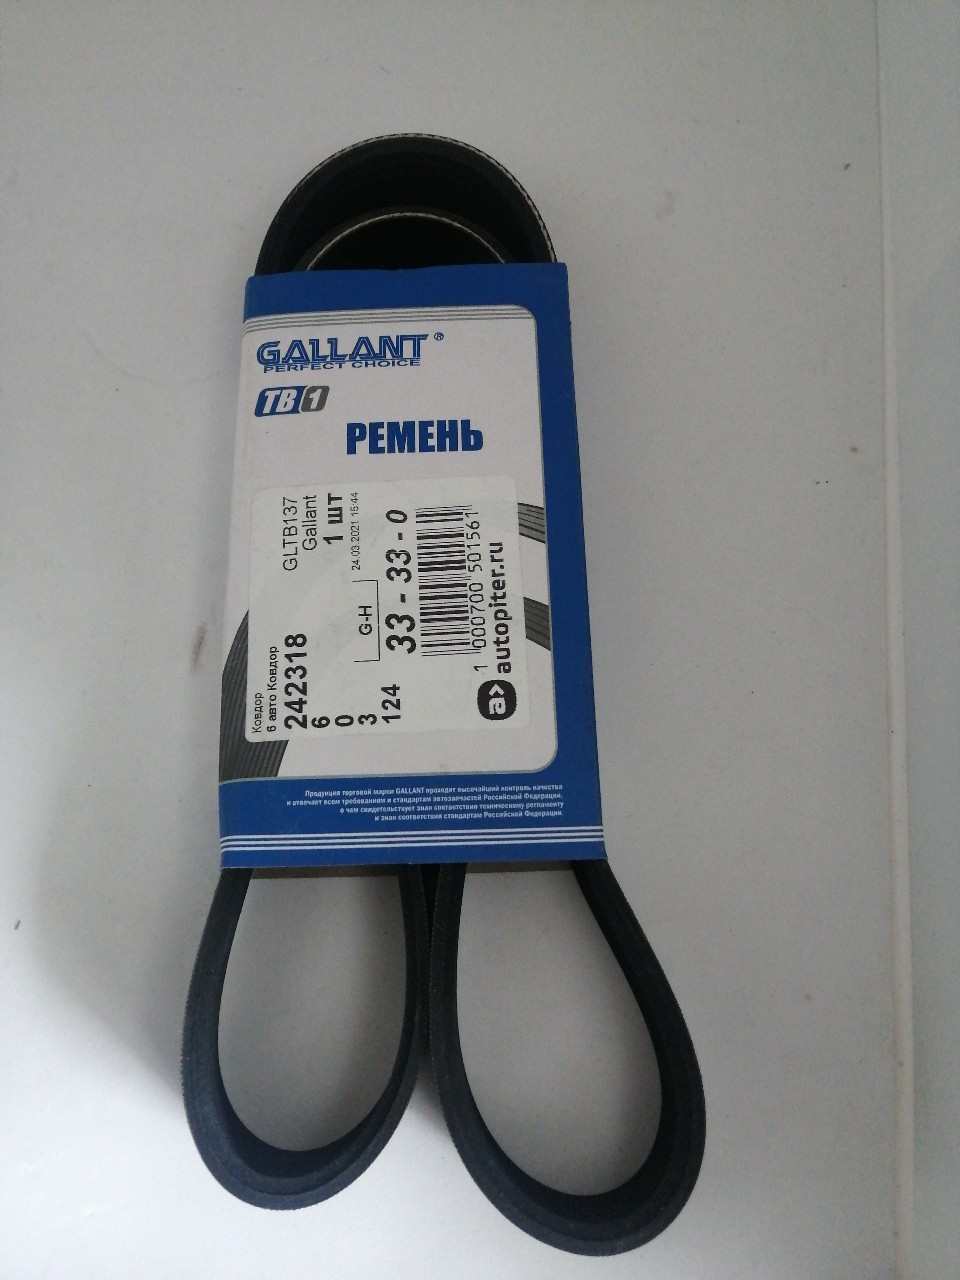 GALLANT ®
PERFECT CHOICE
TB 1
РЕМЕНЬ
Ковдор
6 авто Ковдор
242318
6
0
3
124
GLTB137
Gallant
1 шт
24.03.2021 15:44
G-H
33 - 33 - 0
1 000700 501561
a> autopiter.ru
Продукция торговой марки GALLANT проходит высочайший контроль качества
и отвечает всем требованиям и стандартам автозапчастей Российской Федерации,
о чем свидетельствует знак соответствия техническому регламенту
и знак соответствия стандартам Российской Федерации.